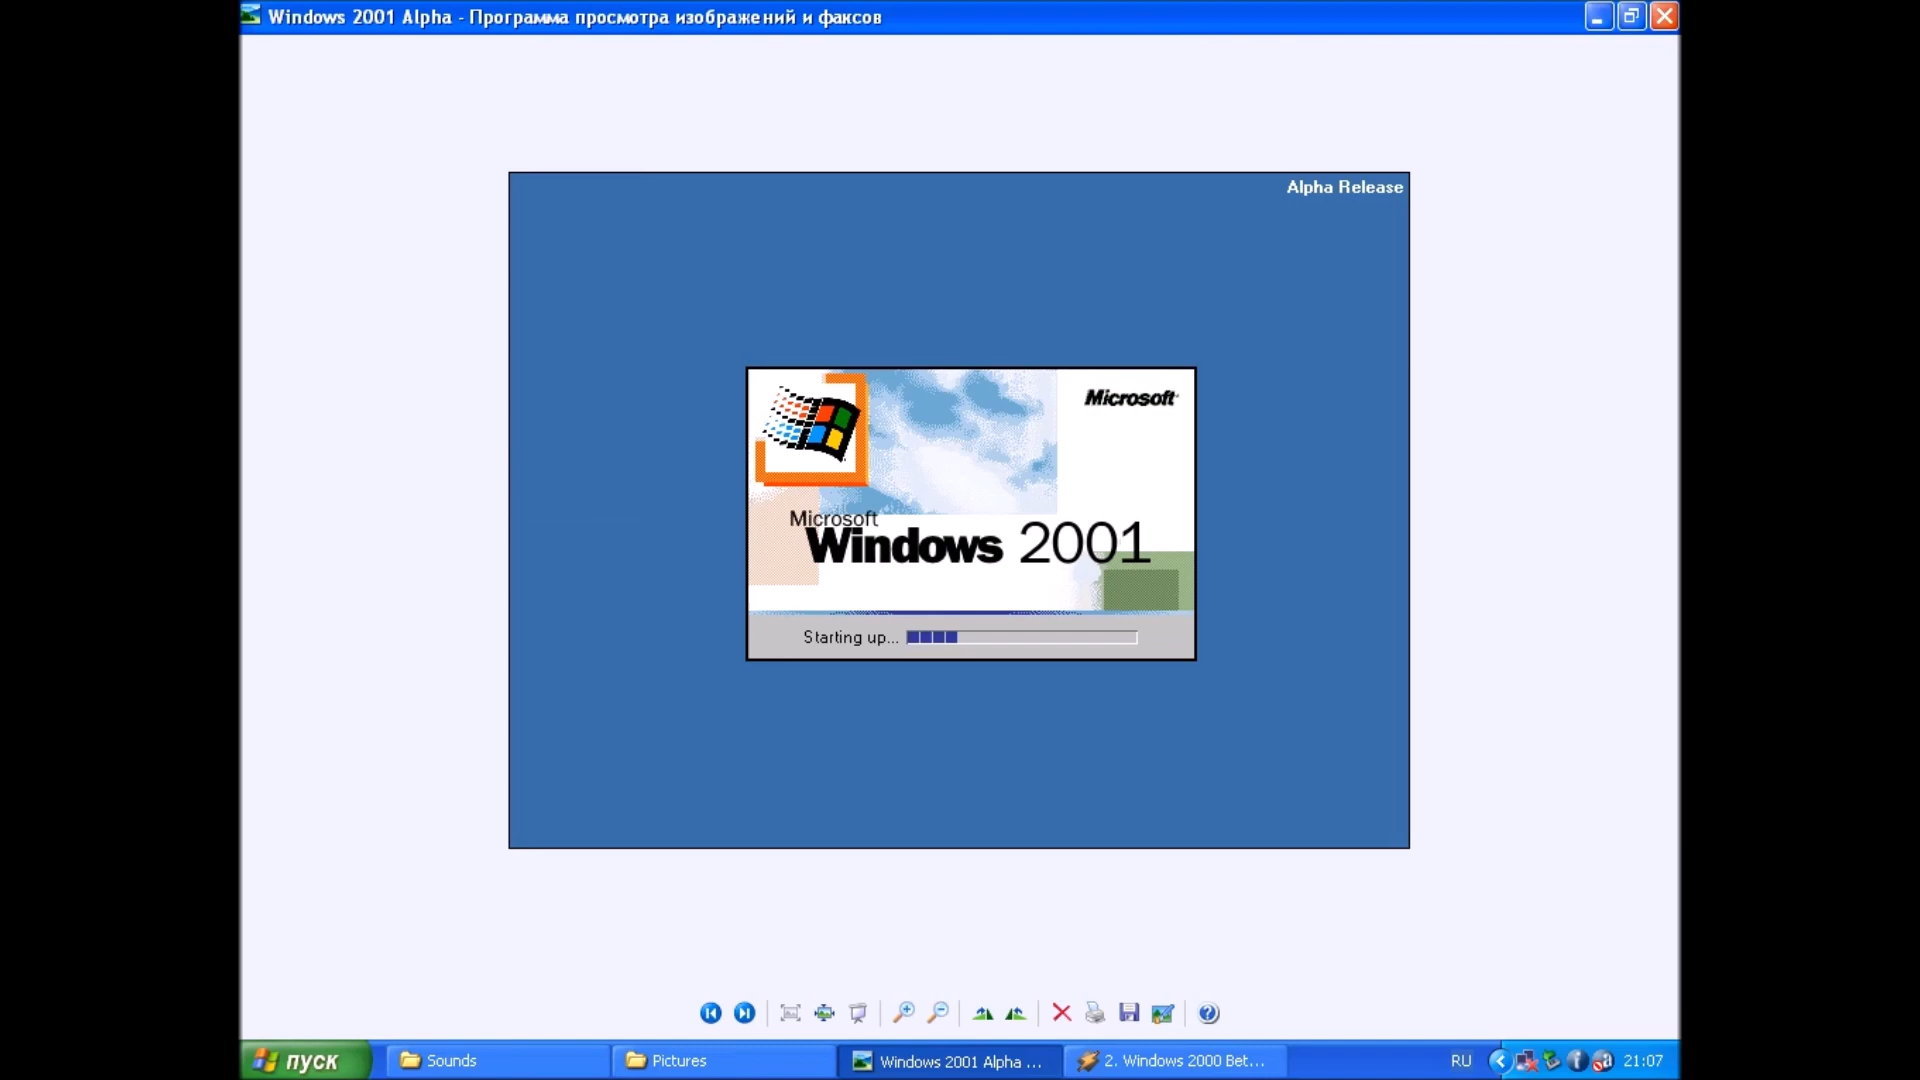 Windows 2001 Alpha - Программа просмотра изображений и факсов
Alpha Release
Microsoft
Microsoft
Windows 2001
Starting up...
пуск
Sounds
Pictures
Windows 2001 Alpha ...
2. Windows 2000 Bet...
RU
21:07